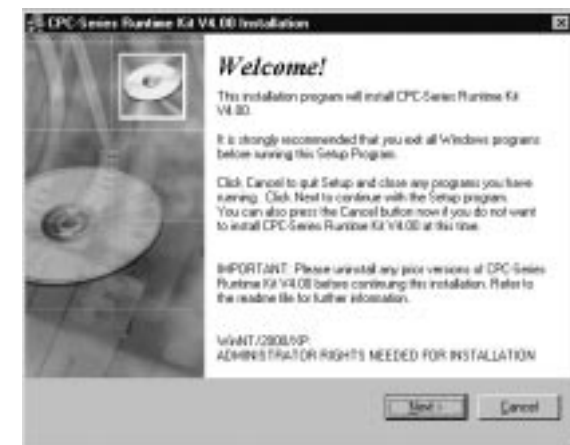 CPC-Series Runtime Kit V4.00 Installation
Welcome!
This installation program will install CPC-Series Runtime Kit
V4.00.
It is strongly recommended that you exit all Windows programs
before running this Setup Program.
Click Cancel to quit Setup and close any programs you have
running. Click Next to continue with the Setup program.
You can also press the Cancel button now if you do not want
to install CPC-Series Runtime Kit V4.00 at this time.
IMPORTANT: Please uninstall any prior versions of CPC-Series
Runtime Kit V4.00 before continuing this installation. Refer to
the readme file for further information.
WinNT/2000/XP:
ADMINISTRATOR RIGHTS NEEDED FOR INSTALLATION
Next >
Cancel